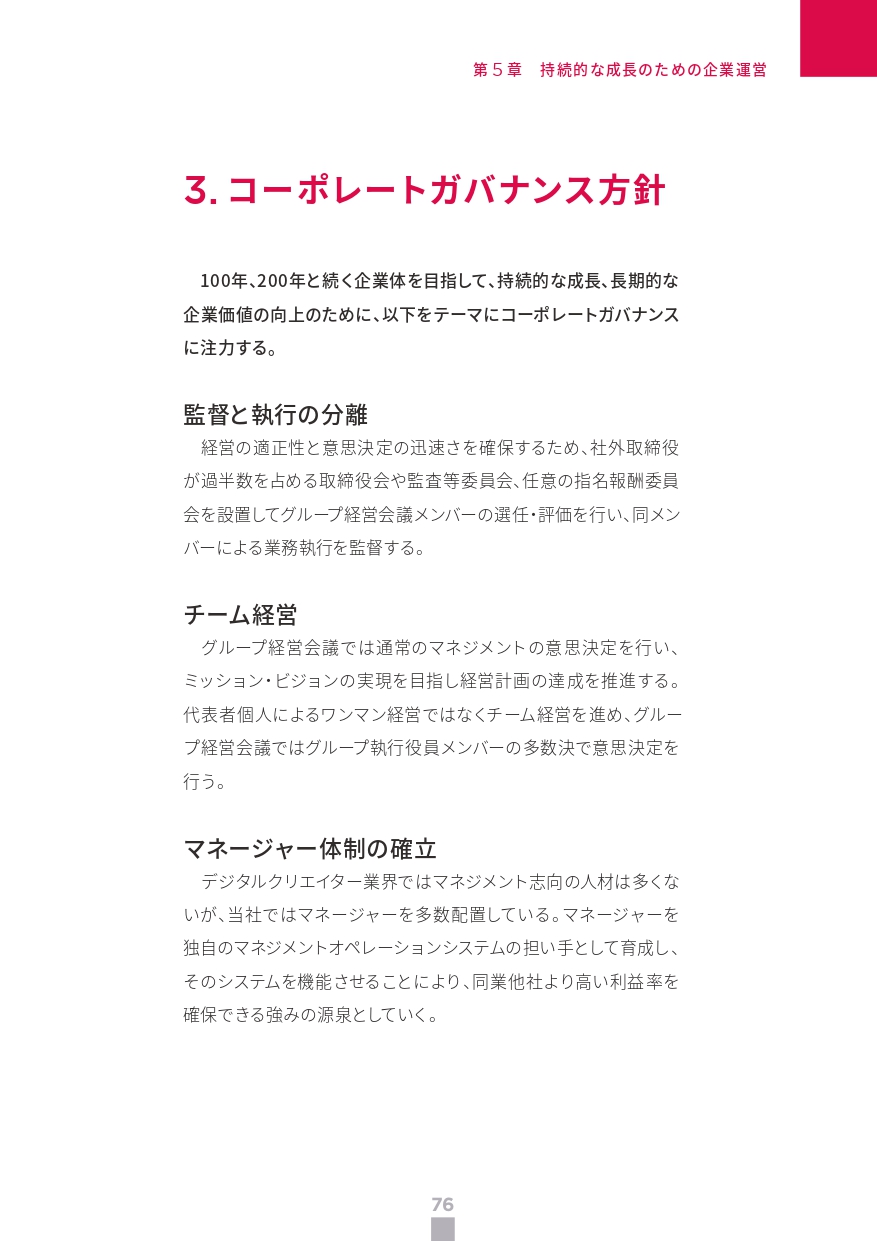 第5章　持続的な成長のための企業運営
3. コーポレートガバナンス方針
100年、200年と続く企業体を目指して、持続的な成長、長期的な
企業価値の向上のために、以下をテーマにコーポレートガバナンス
に注力する。
監督と執行の分離
経営の適正性と意思決定の迅速さを確保するため、社外取締役
が過半数を占める取締役会や監査等委員会、任意の指名報酬委員
会を設置してグループ経営会議メンバーの選任・評価を行い、同メン
バーによる業務執行を監督する。
チーム経営
グループ経営会議では通常のマネジメントの意思決定を行い、
ミッション・ビジョンの実現を目指し経営計画の達成を推進する。
代表者個人によるワンマン経営ではなくチーム経営を進め、グルー
プ経営会議ではグループ執行役員メンバーの多数決で意思決定を
行う。
マネージャー体制の確立
デジタルクリエイター業界ではマネジメント志向の人材は多くな
いが、当社ではマネージャーを多数配置している。マネージャーを
独自のマネジメントオペレーションシステムの担い手として育成し、
そのシステムを機能させることにより、同業他社より高い利益率を
確保できる強みの源泉としていく。
76